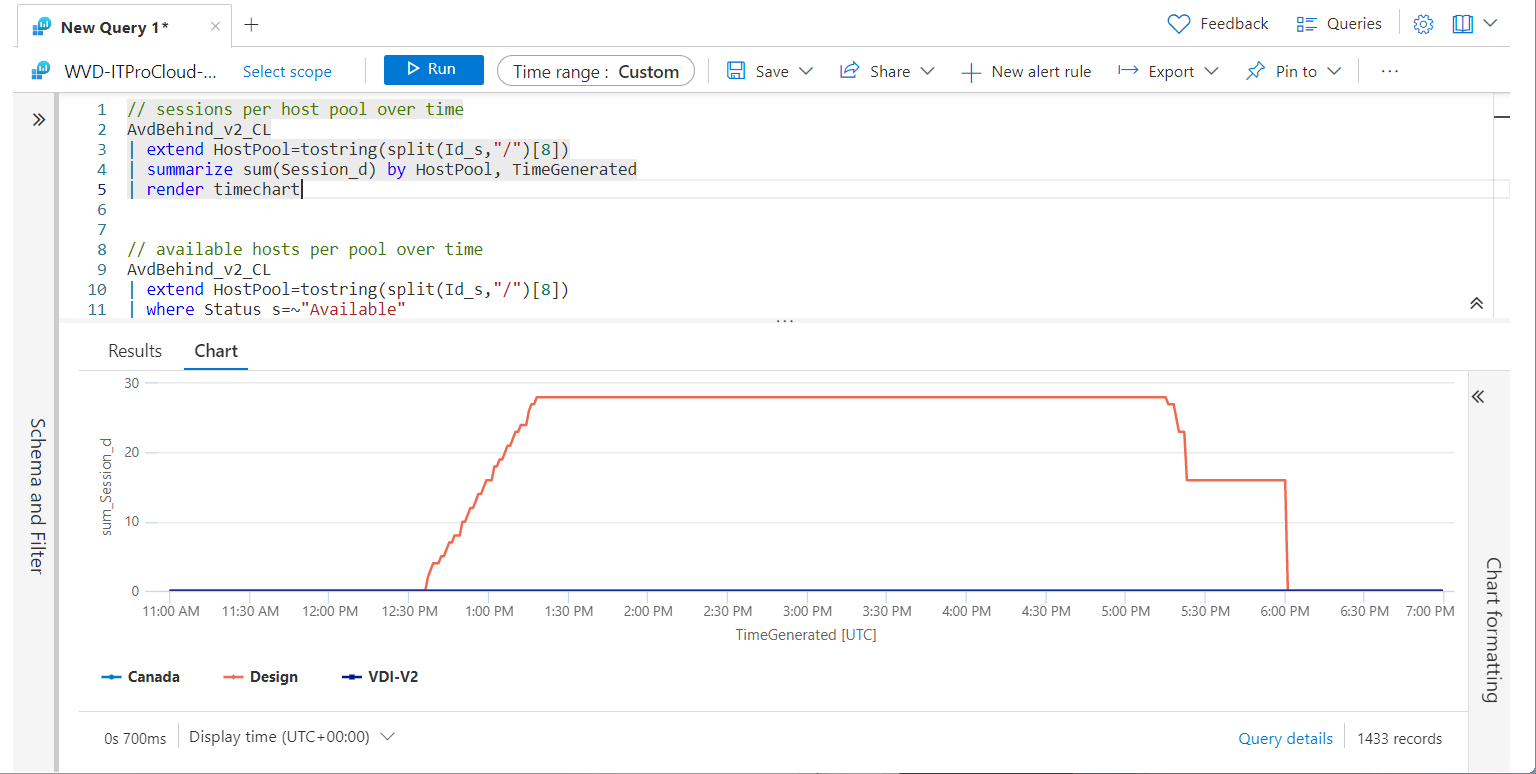 New Query 1*
Feedback
Queries
WVD-ITProCloud-...
Select scope
Run
Time range : Custom
Save
Share
New alert rule
Export
Pin to
1 // sessions per host pool over time
2 AvdBehind_v2_CL
3 | extend HostPool=tostring(split(Id_s,"/")[8])
4 | summarize sum(Session_d) by HostPool, TimeGenerated
5 | render timechart
6
7
8 // available hosts per pool over time
9 AvdBehind_v2_CL
10 | extend HostPool=tostring(split(Id_s,"/")[8])
11 | where Status_s=~"Available"
Schema and Filter
Results
Chart
30
20
10
0
sum_Session_d
11:00 AM 11:30 AM 12:00 PM 12:30 PM 1:00 PM 1:30 PM 2:00 PM 2:30 PM 3:00 PM 3:30 PM 4:00 PM 4:30 PM 5:00 PM 5:30 PM 6:00 PM 6:30 PM 7:00 PM
TimeGenerated [UTC]
Canada
Design
VDI-V2
Chart formatting
0s 700ms
Display time (UTC+00:00)
Query details
1433 records